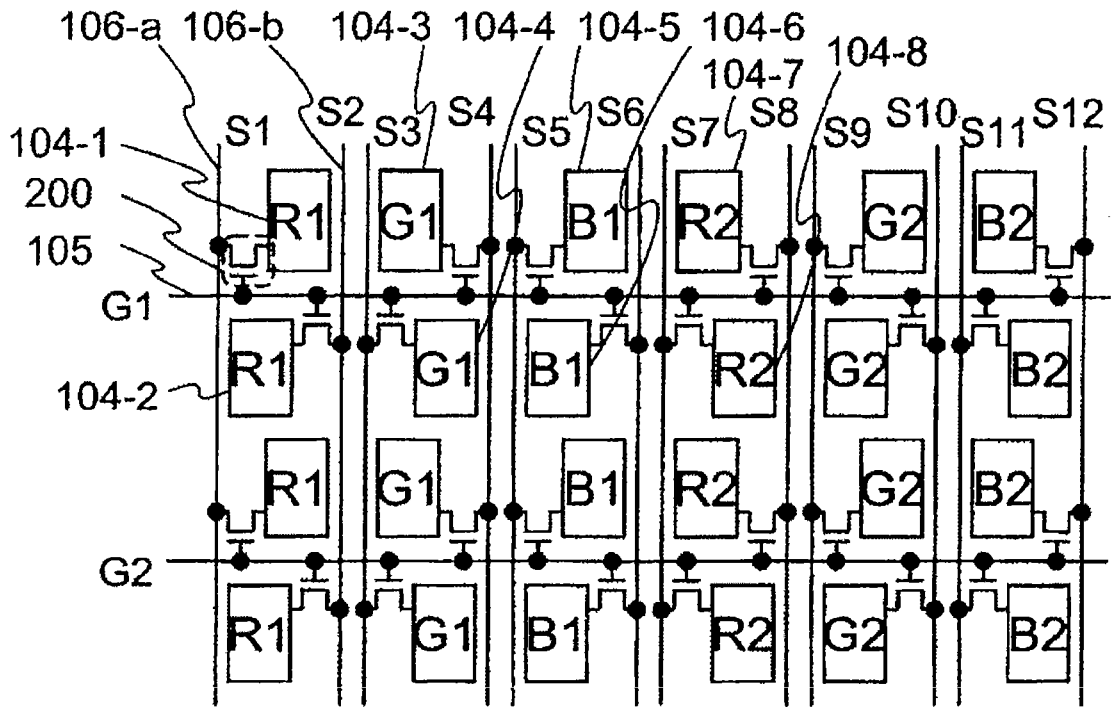 106-a 106-b 104-3 104-4 104-5 104-6
104-7 104-8
S1 S2 S3 S4 S5 S6 S7 S8 S9 S10 S11 S12
104-1
200
105
R1 G1 B1 R2 G2 B2
G1
R1 G1 B1 R2 G2 B2
104-2
R1 G1 B1 R2 G2 B2
G2
R1 G1 B1 R2 G2 B2